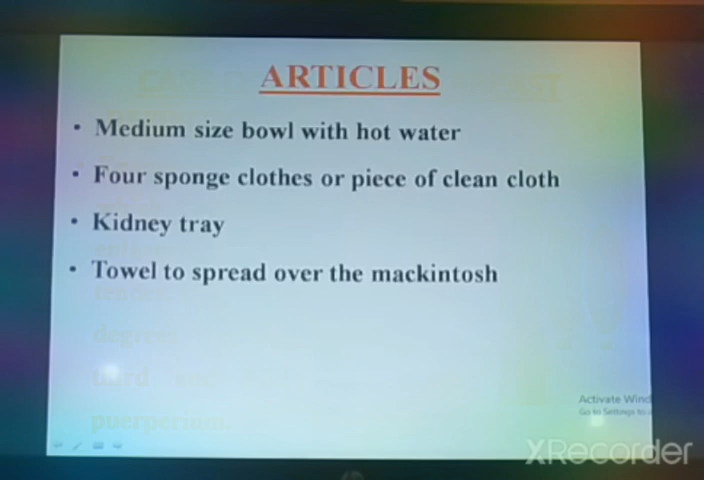 ARTICLES
• Medium size bowl with hot water
• Four sponge clothes or piece of clean cloth
• Kidney tray
• Towel to spread over the mackintosh
Activate Wind
Go to Settings to a
XRecorder